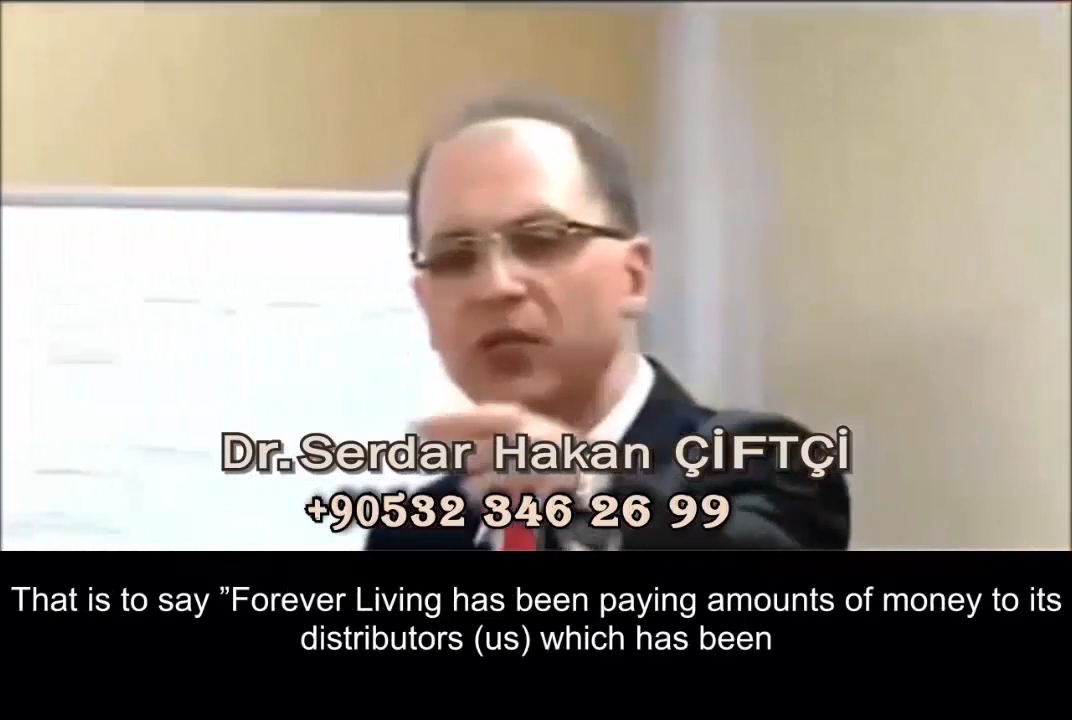 Dr.Serdar Hakan ÇİFTÇİ
+90532 346 26 99
That is to say ”Forever Living has been paying amounts of money to its
distributors (us) which has been